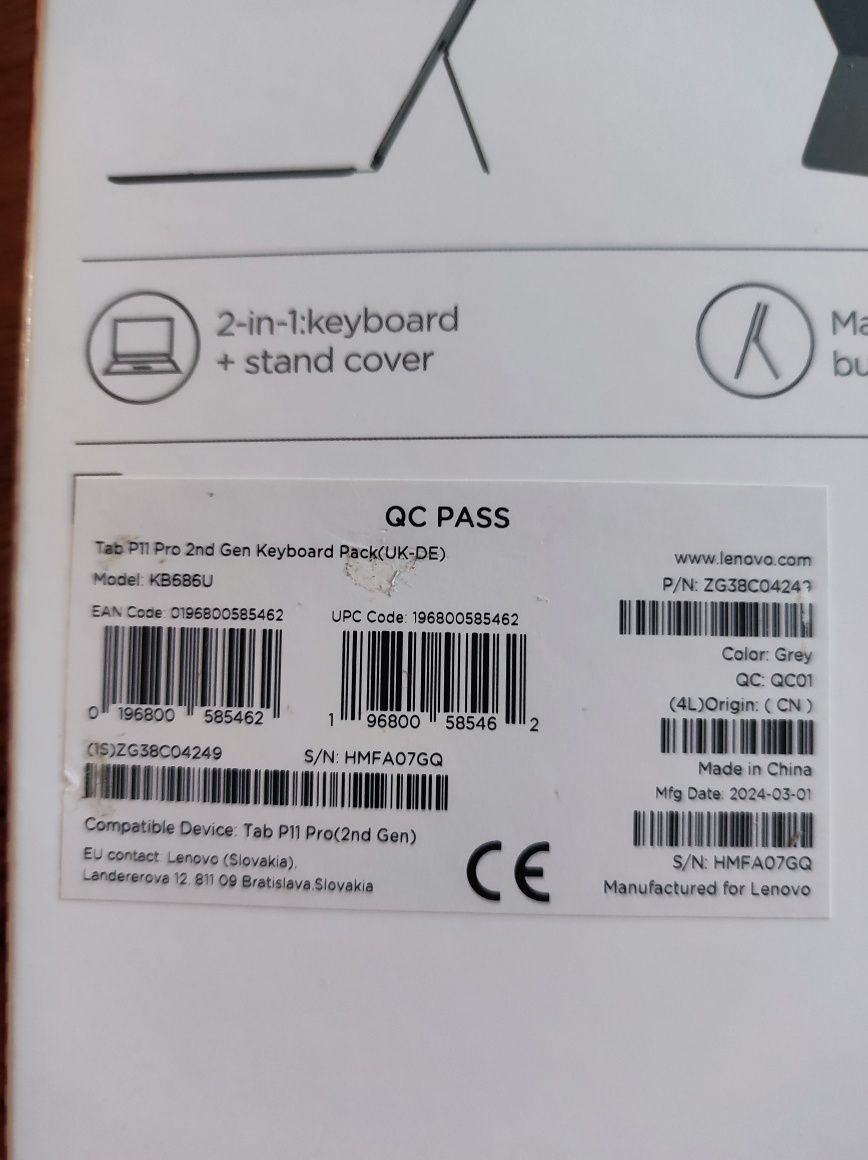 2-in-1:keyboard
+ stand cover
Ma
bu
QC PASS
Tab P11 Pro 2nd Gen Keyboard Pack(UK-DE)
Model: KB686U
EAN Code: 0196800585462
UPC Code: 196800585462
0 196800 585462
1 96800 58546 2
(1S)ZG38C04249
S/N: HMFA07GQ
Compatible Device: Tab P11 Pro(2nd Gen)
EU contact: Lenovo (Slovakia),
Landererova 12, 811 09 Bratislava,Slovakia
CE
www.lenovo.com
P/N: ZG38C04249
Color: Grey
QC: QC01
(4L)Origin: ( CN )
Made in China
Mfg Date: 2024-03-01
S/N: HMFA07GQ
Manufactured for Lenovo